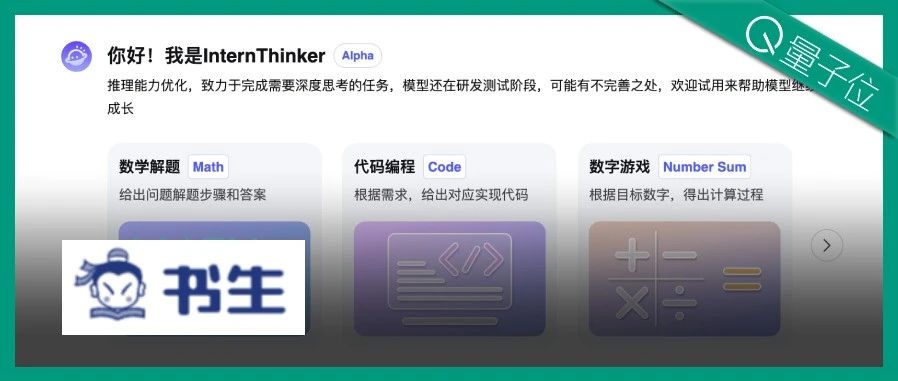 量子位
你好！我是InternThinker Alpha
推理能力优化，致力于完成需要深度思考的任务，模型还在研发测试阶段，可能有不完善之处，欢迎试用来帮助模型继续
成长
数学解题 Math
给出问题解题步骤和答案
代码编程 Code
根据需求，给出对应实现代码
数字游戏 Number Sum
根据目标数字，得出计算过程
书生